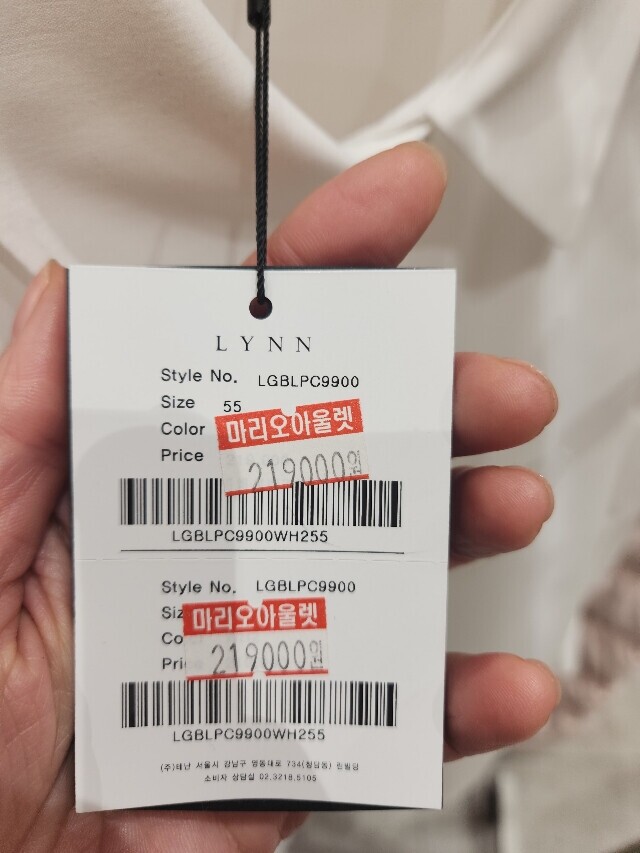 LYNN
Style No. LGBLPC9900
Size 55
Color
마리오아울렛
Price
219000원
LGBLPC9900WH255
Style No. LGBLPC9900
Siz
마리오아울렛
Co
Pri
219000원
LGBLPC9900WH255
(주)태난 서울시 강남구 영동대로 734(청담동) 린빌딩
소비자 상담실 02.3218.5105